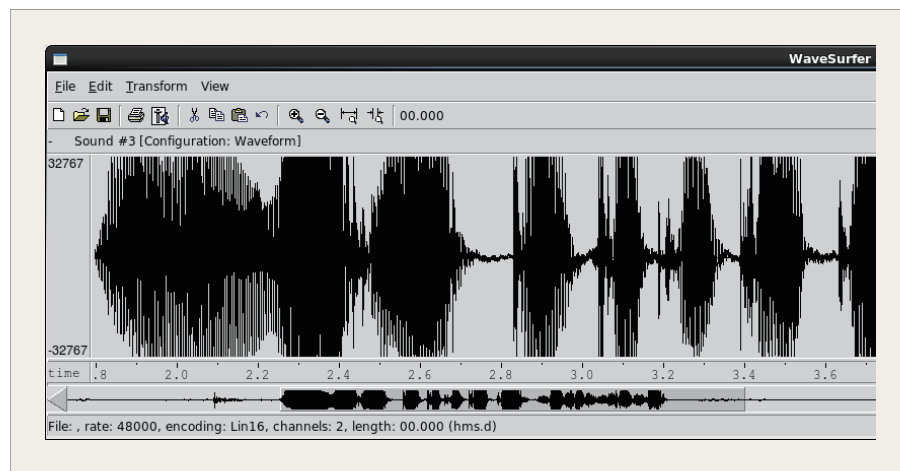 WaveSurfer
File Edit Transform View
00.000
- Sound #3 [Configuration: Waveform]
32767
-32767
time .8 2.0 2.2 2.4 2.6 2.8 3.0 3.2 3.4 3.6
File: , rate: 48000, encoding: Lin16, channels: 2, length: 00.000 (hms.d)